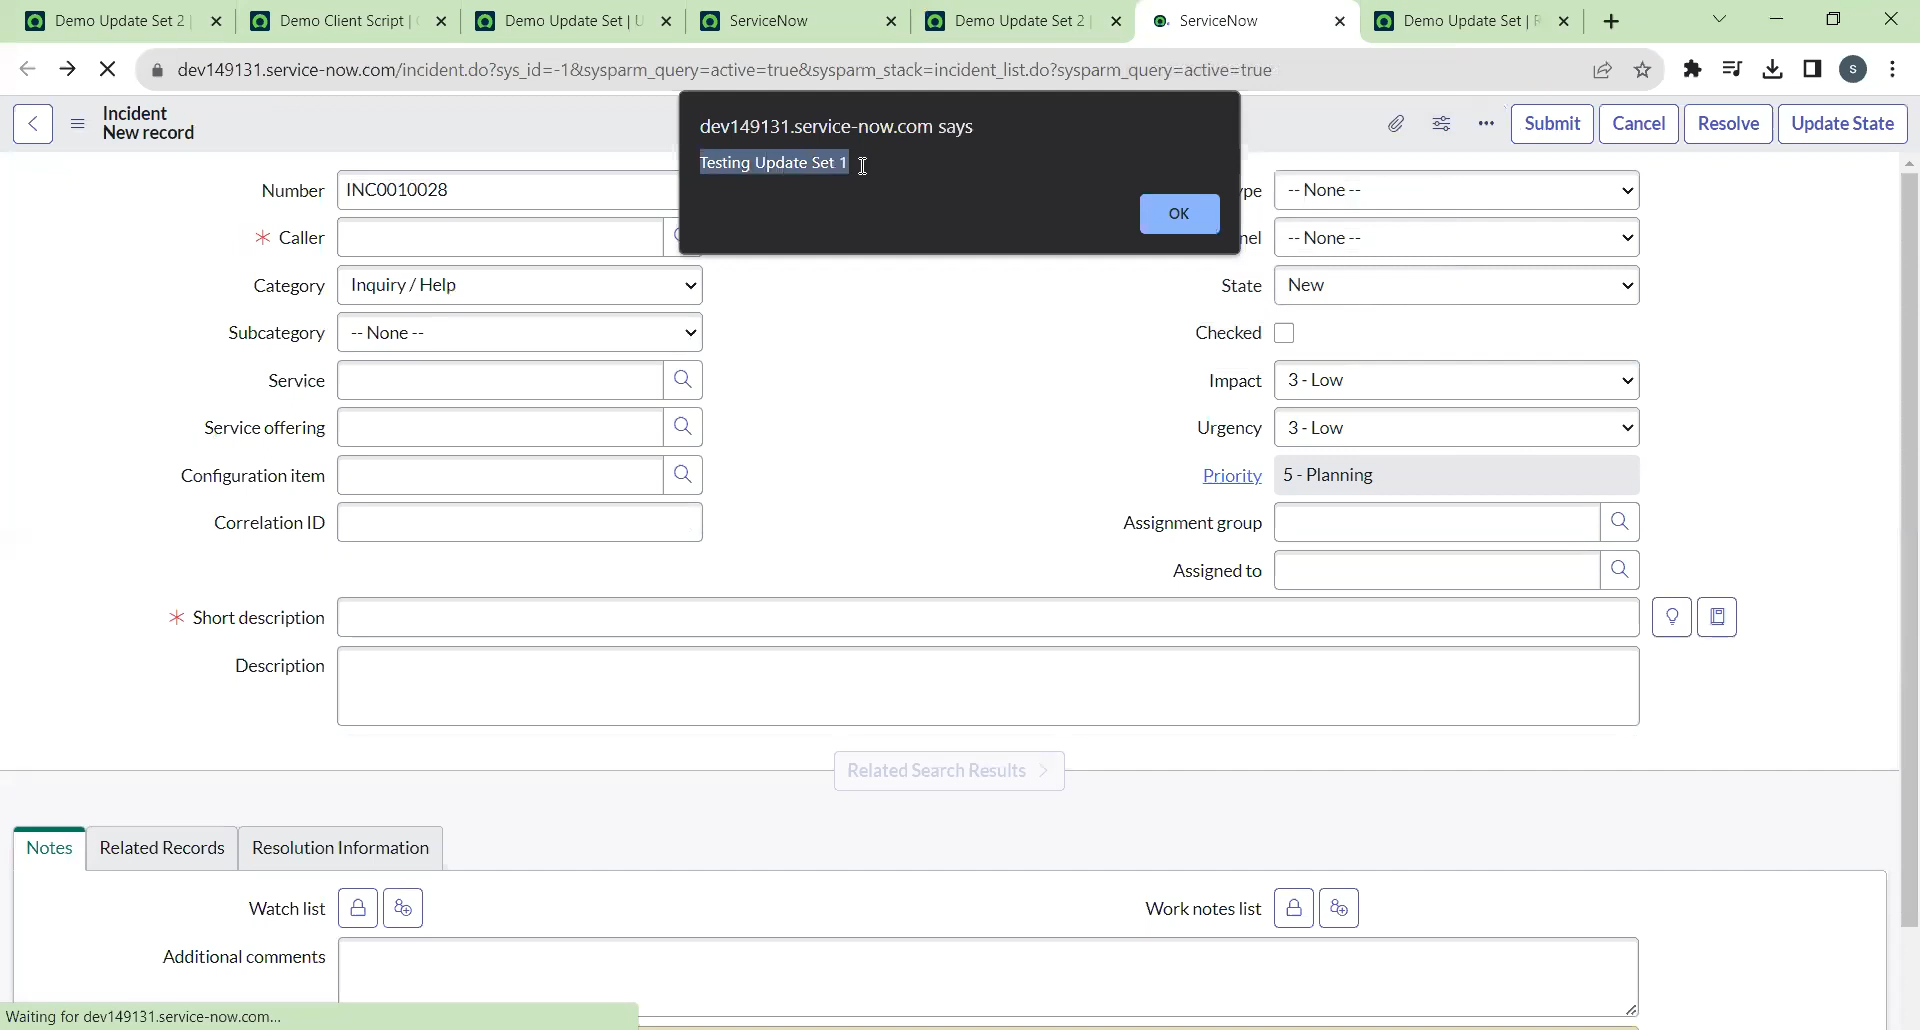 Demo Update Set 2
Demo Client Script |
Demo Update Set | U
ServiceNow
Demo Update Set 2 |
ServiceNow
Demo Update Set | R
dev149131.service-now.com/incident.do?sys_id=-1&sysparm_query=active=true&sysparm_stack=incident_list.do?sysparm_query=active=true
S
Incident
New record
Submit
Cancel
Resolve
Update State
dev149131.service-now.com says
Testing Update Set 1
OK
Number
INC0010028
ype
-- None --
Caller
nel
-- None --
Category
Inquiry / Help
State
New
Subcategory
-- None --
Checked
Service
Impact
3 - Low
Service offering
Urgency
3 - Low
Configuration item
Priority
5 - Planning
Correlation ID
Assignment group
Assigned to
Short description
Description
Related Search Results
Notes
Related Records
Resolution Information
Watch list
Work notes list
Additional comments
Waiting for dev149131.service-now.com...